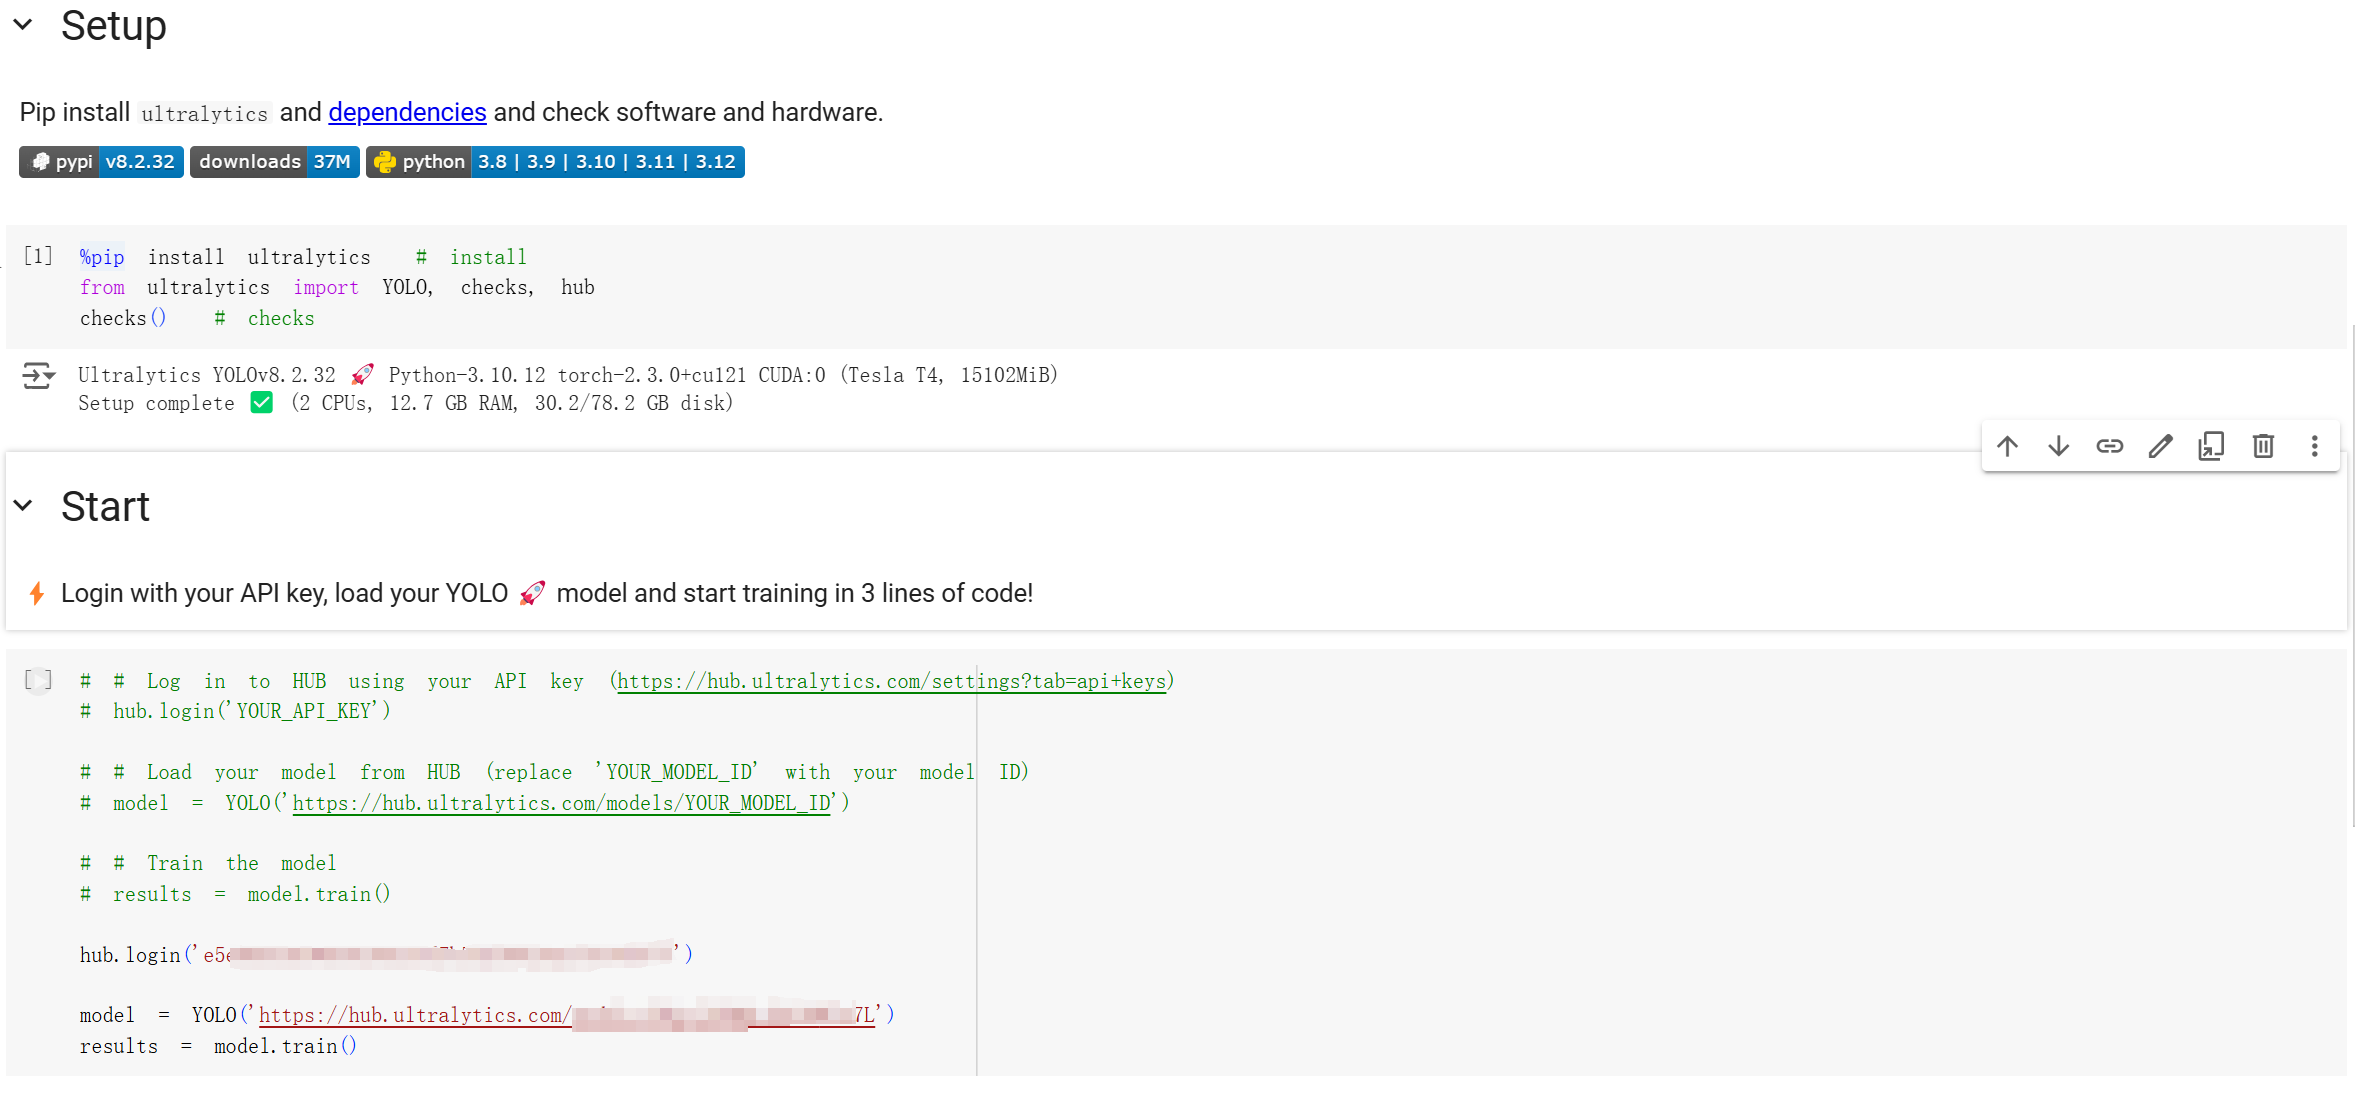 Setup
Pip install ultralytics and dependencies and check software and hardware.
pypi v8.2.32 downloads 37M python 3.8 | 3.9 | 3.10 | 3.11 | 3.12
[1] %pip install ultralytics # install
from ultralytics import YOLO, checks, hub
checks() # checks
Ultralytics YOLOv8.2.32 🚀 Python-3.10.12 torch-2.3.0+cu121 CUDA:0 (Tesla T4, 15102MiB)
Setup complete ✅ (2 CPUs, 12.7 GB RAM, 30.2/78.2 GB disk)
Start
⚡ Login with your API key, load your YOLO 🚀 model and start training in 3 lines of code!
[ ] # # Log in to HUB using your API key (https://hub.ultralytics.com/settings?tab=api+keys)
# hub.login('YOUR_API_KEY')
# # Load your model from HUB (replace 'YOUR_MODEL_ID' with your model ID)
# model = YOLO('https://hub.ultralytics.com/models/YOUR_MODEL_ID')
# # Train the model
# results = model.train()
hub.login('e5 ')
model = YOLO('https://hub.ultralytics.com/ 7L')
results = model.train()